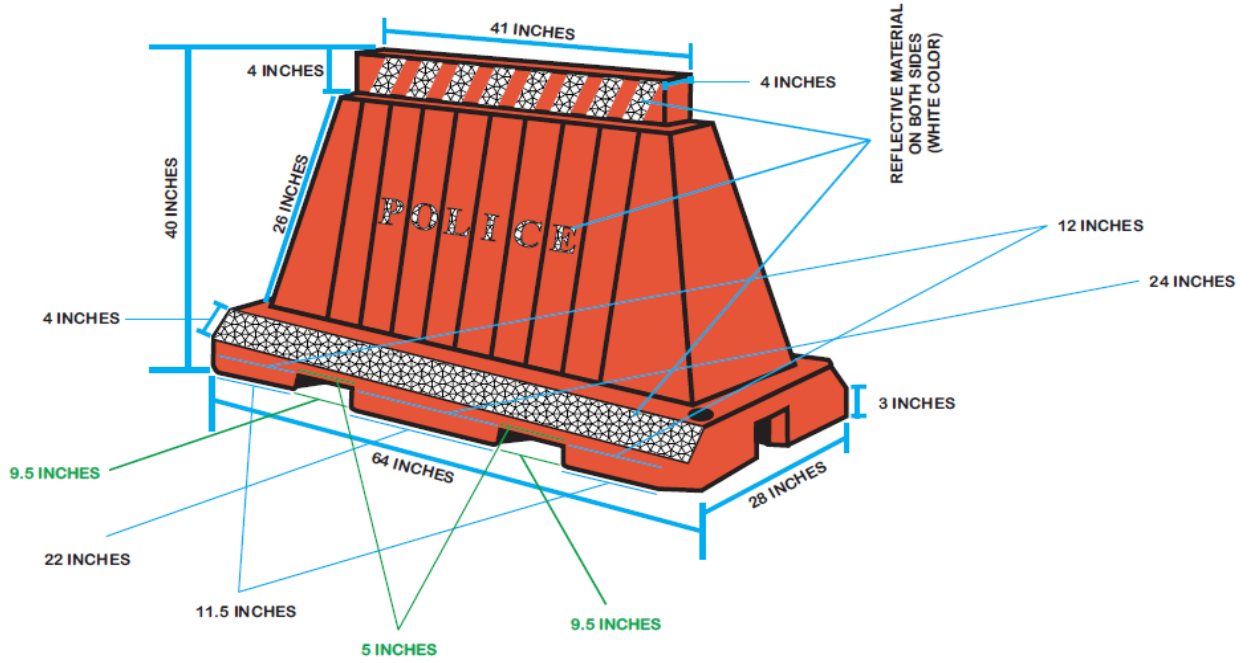 41 INCHES
4 INCHES
4 INCHES
REFLECTIVE MATERIAL
ON BOTH SIDES
(WHITE COLOR)
40 INCHES
26 INCHES
POLICE
12 INCHES
24 INCHES
4 INCHES
3 INCHES
64 INCHES
28 INCHES
9.5 INCHES
22 INCHES
11.5 INCHES
9.5 INCHES
5 INCHES